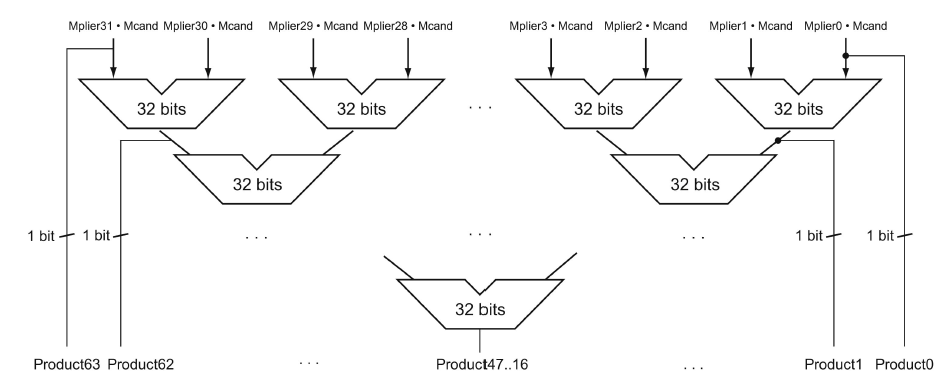 Mplier31 • Mcand Mplier30 • Mcand Mplier29 • Mcand Mplier28 • Mcand Mplier3 • Mcand Mplier2 • Mcand Mplier1 • Mcand Mplier0 • Mcand
32 bits 32 bits . . . 32 bits 32 bits
32 bits 32 bits
1 bit 1 bit . . . . . . . . . 1 bit 1 bit
32 bits
Product63 Product62 . . . Product47..16 . . . Product1 Product0